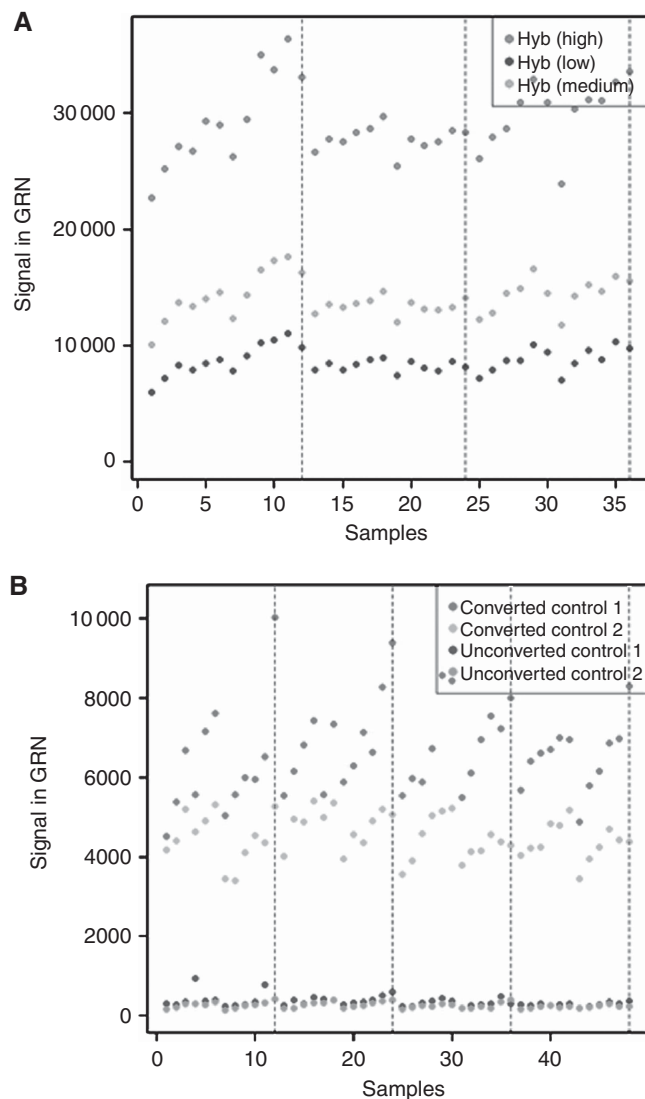 A
Hyb (high)
Hyb (low)
Hyb (medium)
30 000
20 000
10 000
0
Signal in GRN
0 5 10 15 20 25 30 35
Samples
B
Converted control 1
Converted control 2
Unconverted control 1
Unconverted control 2
10 000
8000
6000
4000
2000
0
Signal in GRN
0 10 20 30 40
Samples